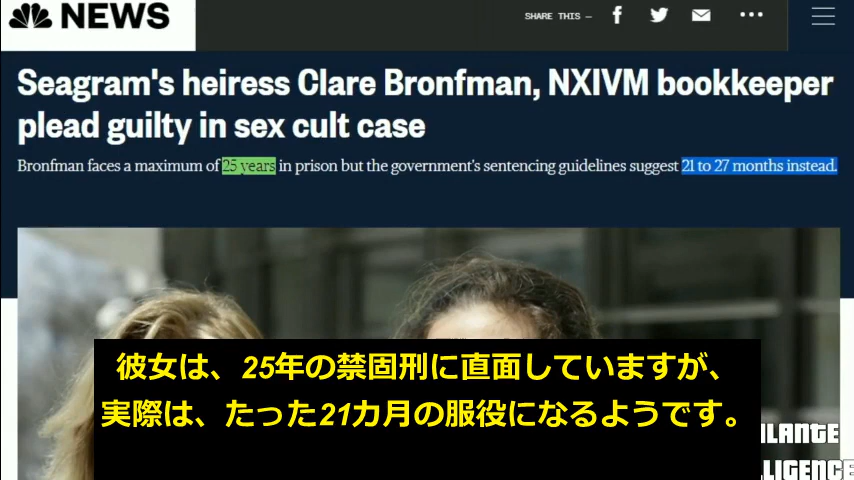 NEWS
SHARE THIS —
Seagram's heiress Clare Bronfman, NXIVM bookkeeper
plead guilty in sex cult case
Bronfman faces a maximum of 25 years in prison but the government's sentencing guidelines suggest 21 to 27 months instead.
彼女は、25年の禁固刑に直面していますが、
実際は、たった21カ月の服役になるようです。